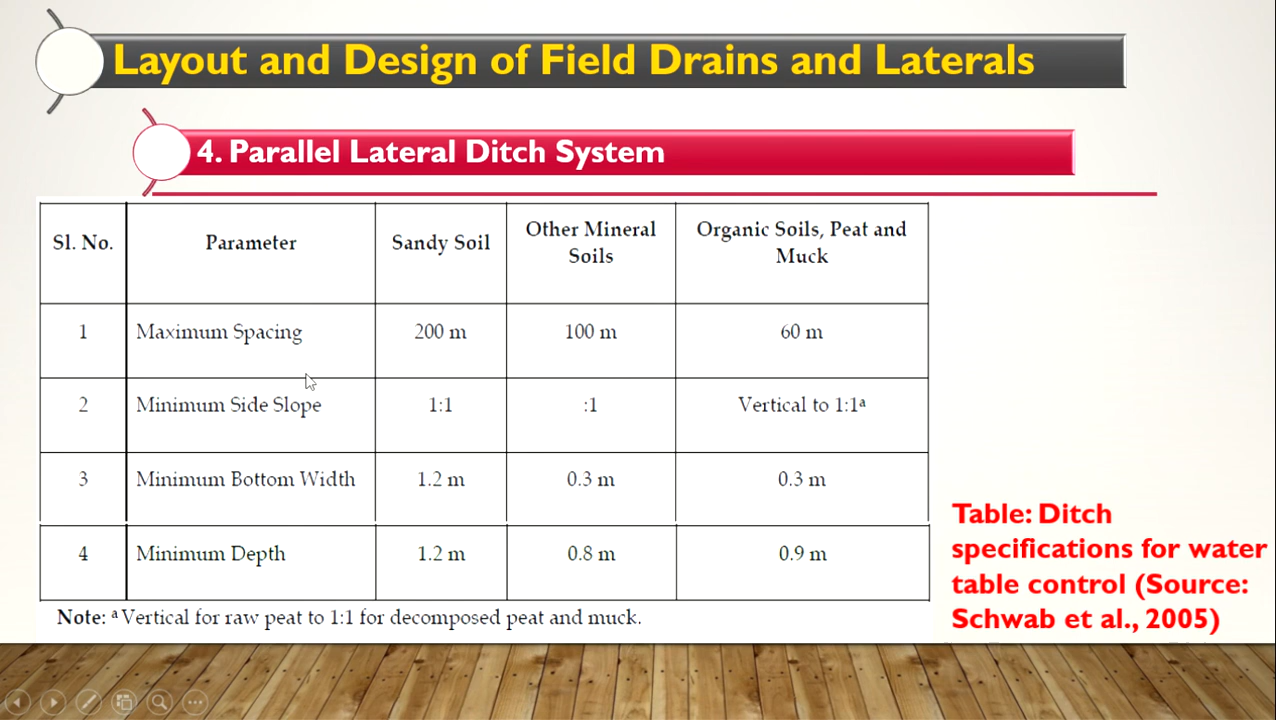 Layout and Design of Field Drains and Laterals
4. Parallel Lateral Ditch System
Sl. No. Parameter Sandy Soil Other Mineral Soils Organic Soils, Peat and Muck
1 Maximum Spacing 200 m 100 m 60 m
2 Minimum Side Slope 1:1 :1 Vertical to 1:1ᵃ
3 Minimum Bottom Width 1.2 m 0.3 m 0.3 m
4 Minimum Depth 1.2 m 0.8 m 0.9 m
Note: ᵃ Vertical for raw peat to 1:1 for decomposed peat and muck.
Table: Ditch
specifications for water
table control (Source:
Schwab et al., 2005)